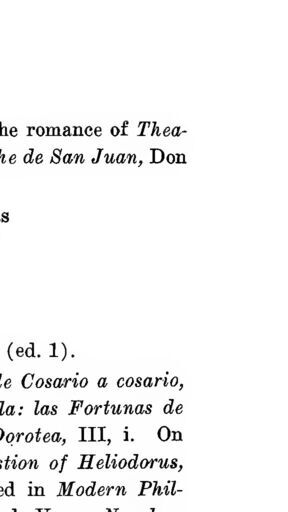 he romance of Thea-
he de San Juan, Don
s
(ed. 1).
le Cosario a cosario,
la: las Fortunas de
Dorotea, III, i. On
stion of Heliodorus,
ed in Modern Phil-